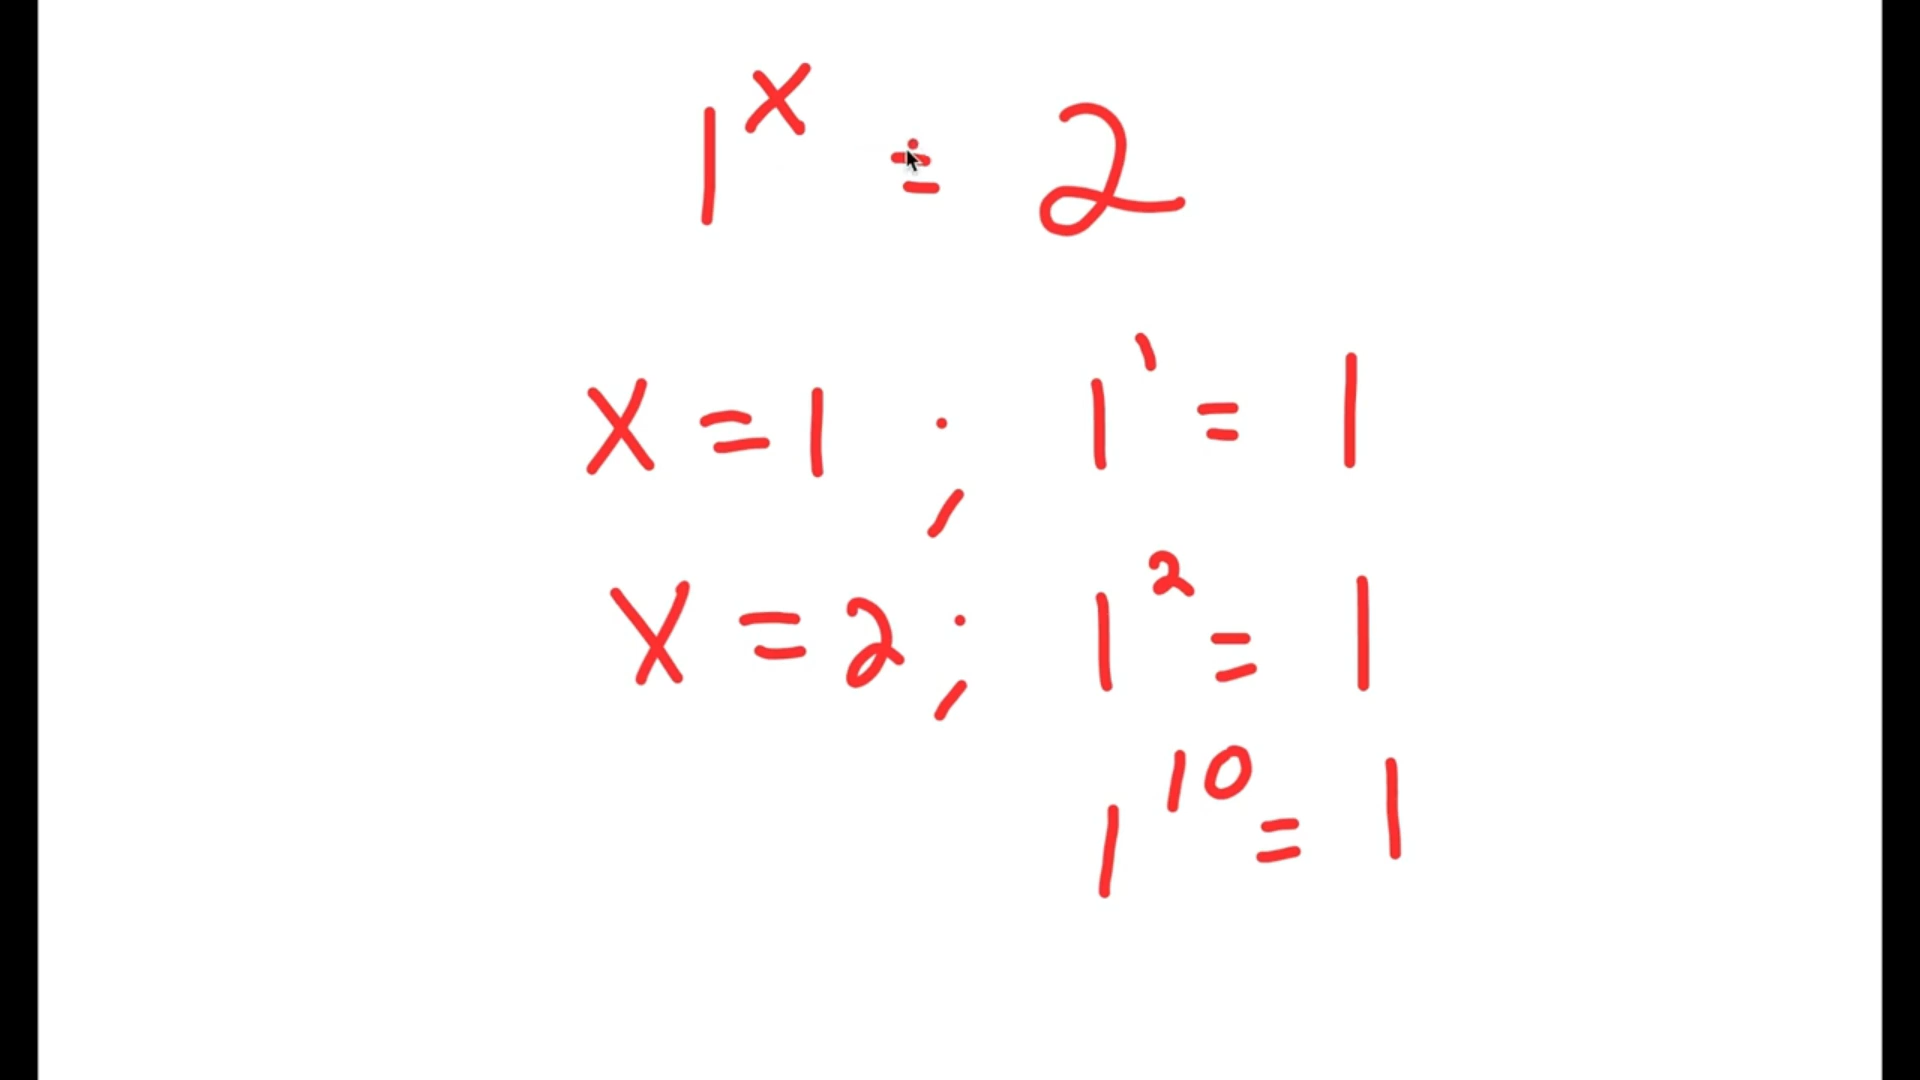 1^x = 2
x = 1 ; 1^1 = 1
x = 2 ; 1^2 = 1
1^10 = 1